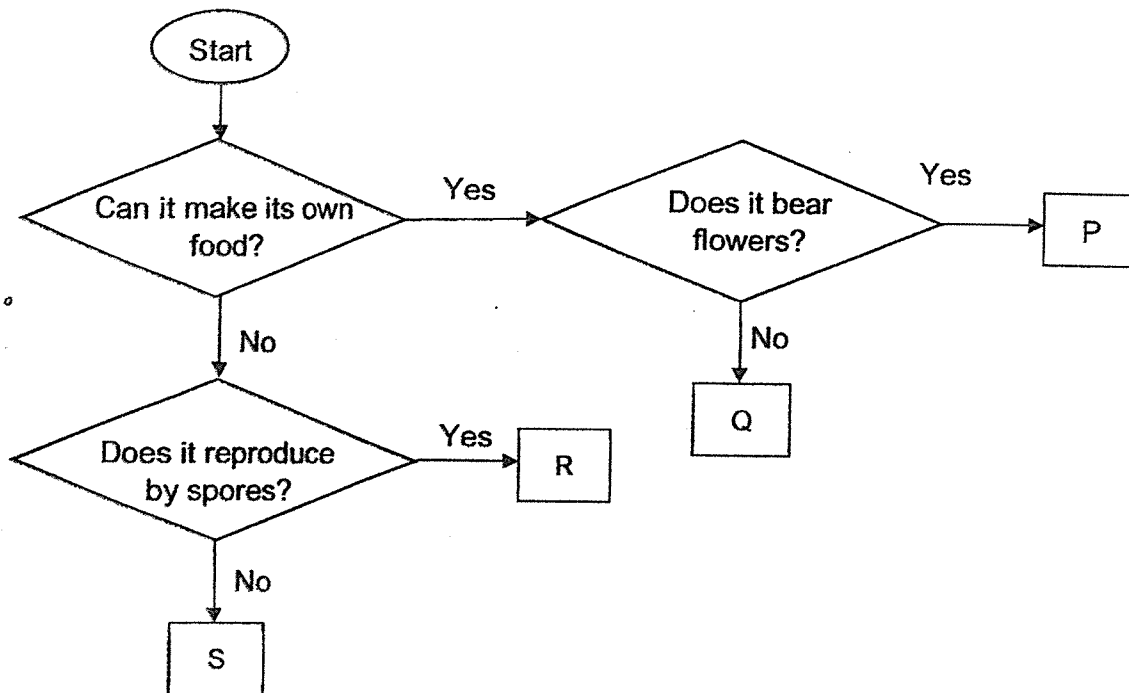 Start
Can it make its own
food?
Yes
Does it bear
flowers?
Yes
P
No
Q
No
Does it reproduce
by spores?
Yes
R
No
S